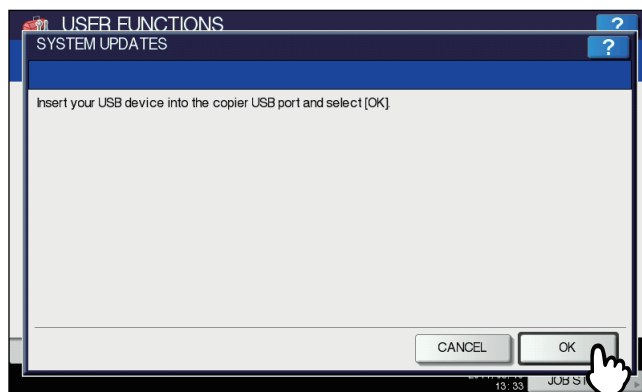 USER FUNCTIONS
?
SYSTEM UPDATES
?
Insert your USB device into the copier USB port and select [OK].
CANCEL
OK
13:33
JOB ST